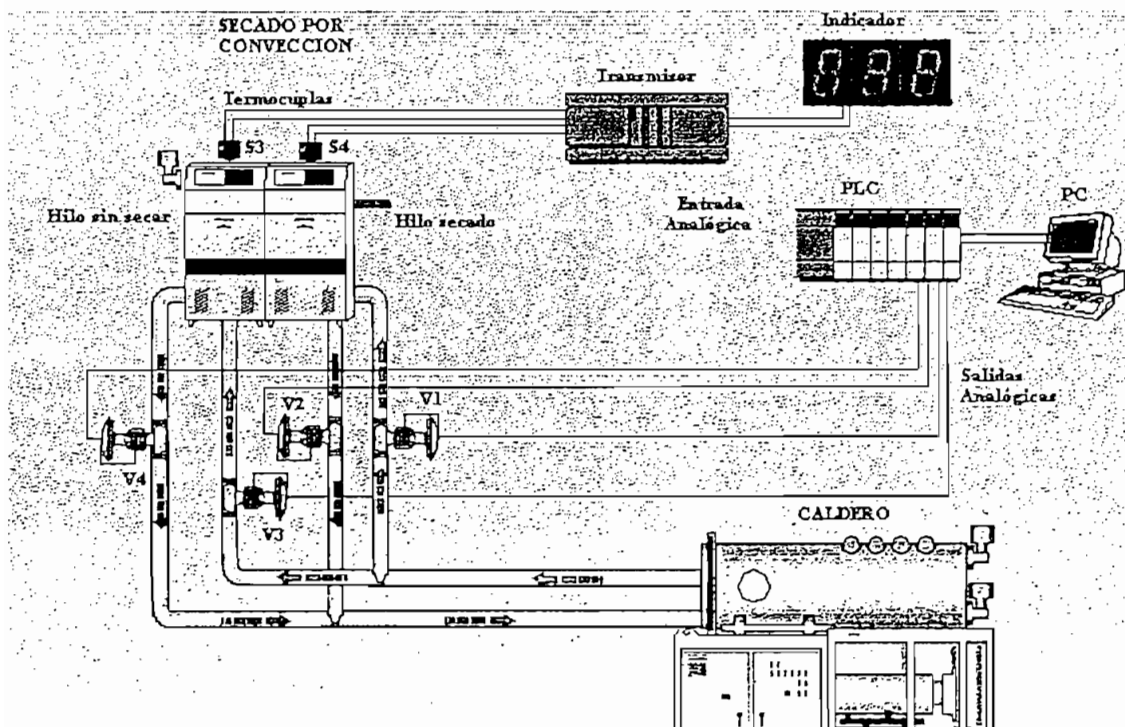 SECADO POR
CONVECCION
Indicador
Transmisor
Termocuplas
S3
S4
PLC
PC
Hilo sin secar
Hilo secado
Entrada
Analógica
Salidas
Analógicas
V2
V1
V4
V3
CALDERO